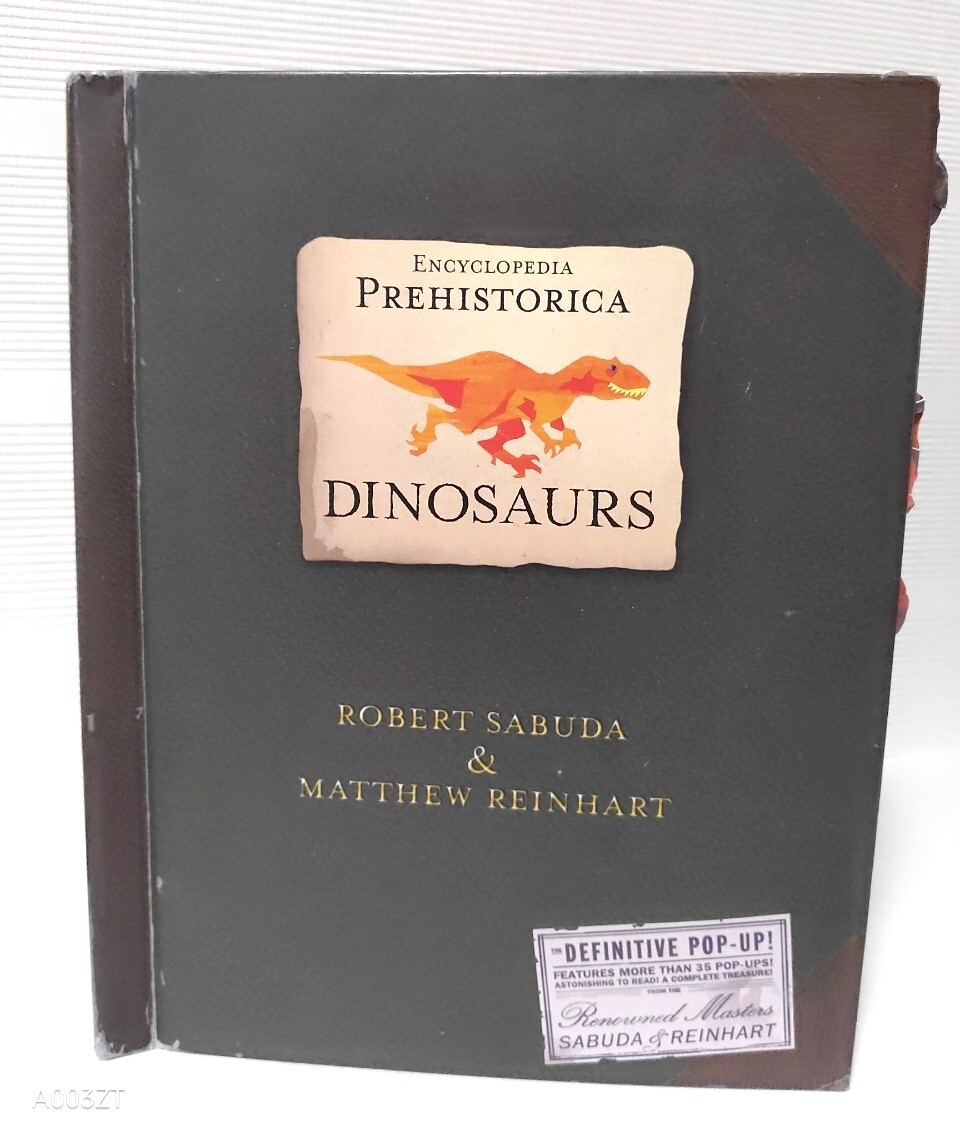 ENCYCLOPEDIA
PREHISTORICA
DINOSAURS
ROBERT SABUDA
&
MATTHEW REINHART
THE DEFINITIVE POP-UP!
FEATURES MORE THAN 35 POP-UPS!
ASTONISHING TO READ! A COMPLETE TREASURE!
FROM THE
Renowned Masters
SABUDA & REINHART
A003ZT